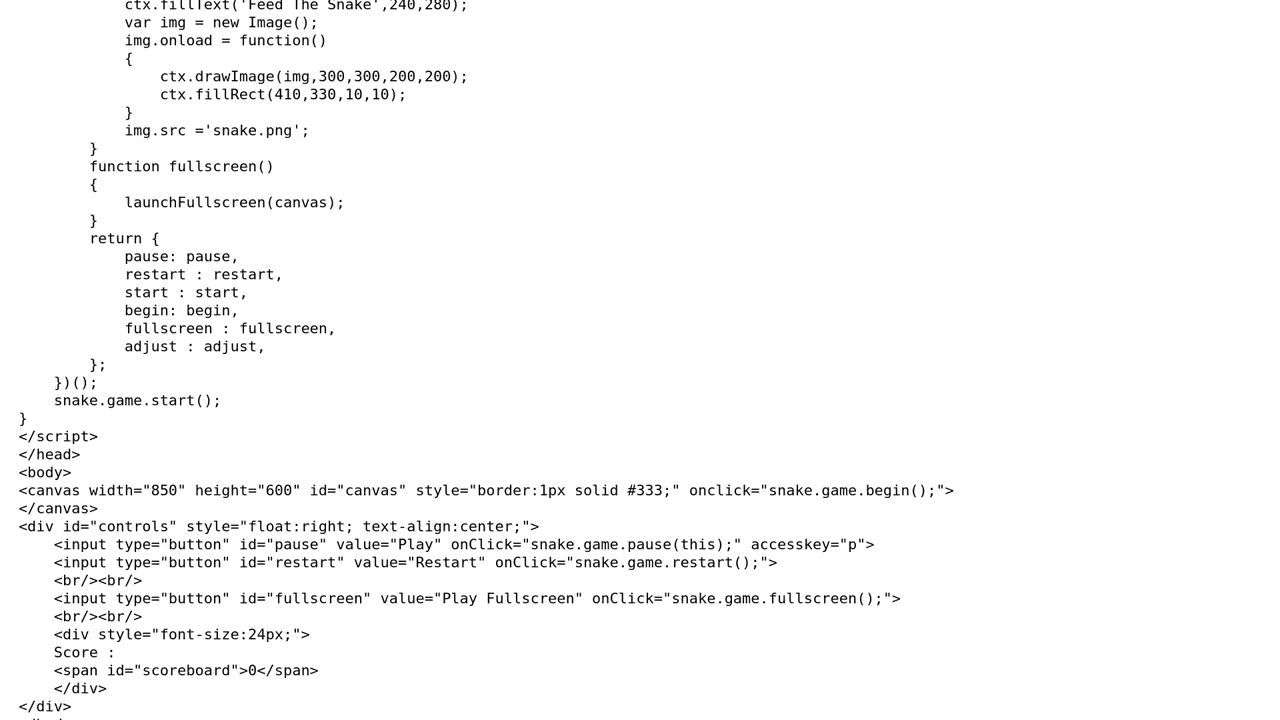 ctx.fillText('Feed The Snake',240,280);
var img = new Image();
img.onload = function()
{
ctx.drawImage(img,300,300,200,200);
ctx.fillRect(410,330,10,10);
}
img.src ='snake.png';
}
function fullscreen()
{
launchFullscreen(canvas);
}
return {
pause: pause,
restart : restart,
start : start,
begin: begin,
fullscreen : fullscreen,
adjust : adjust,
};
})();
snake.game.start();
}
</script>
</head>
<body>
<canvas width="850" height="600" id="canvas" style="border:1px solid #333;" onclick="snake.game.begin();">
</canvas>
<div id="controls" style="float:right; text-align:center;">
<input type="button" id="pause" value="Play" onClick="snake.game.pause(this);" accesskey="p">
<input type="button" id="restart" value="Restart" onClick="snake.game.restart();">
<br/><br/>
<input type="button" id="fullscreen" value="Play Fullscreen" onClick="snake.game.fullscreen();">
<br/><br/>
<div style="font-size:24px;">
Score :
<span id="scoreboard">0</span>
</div>
</div>